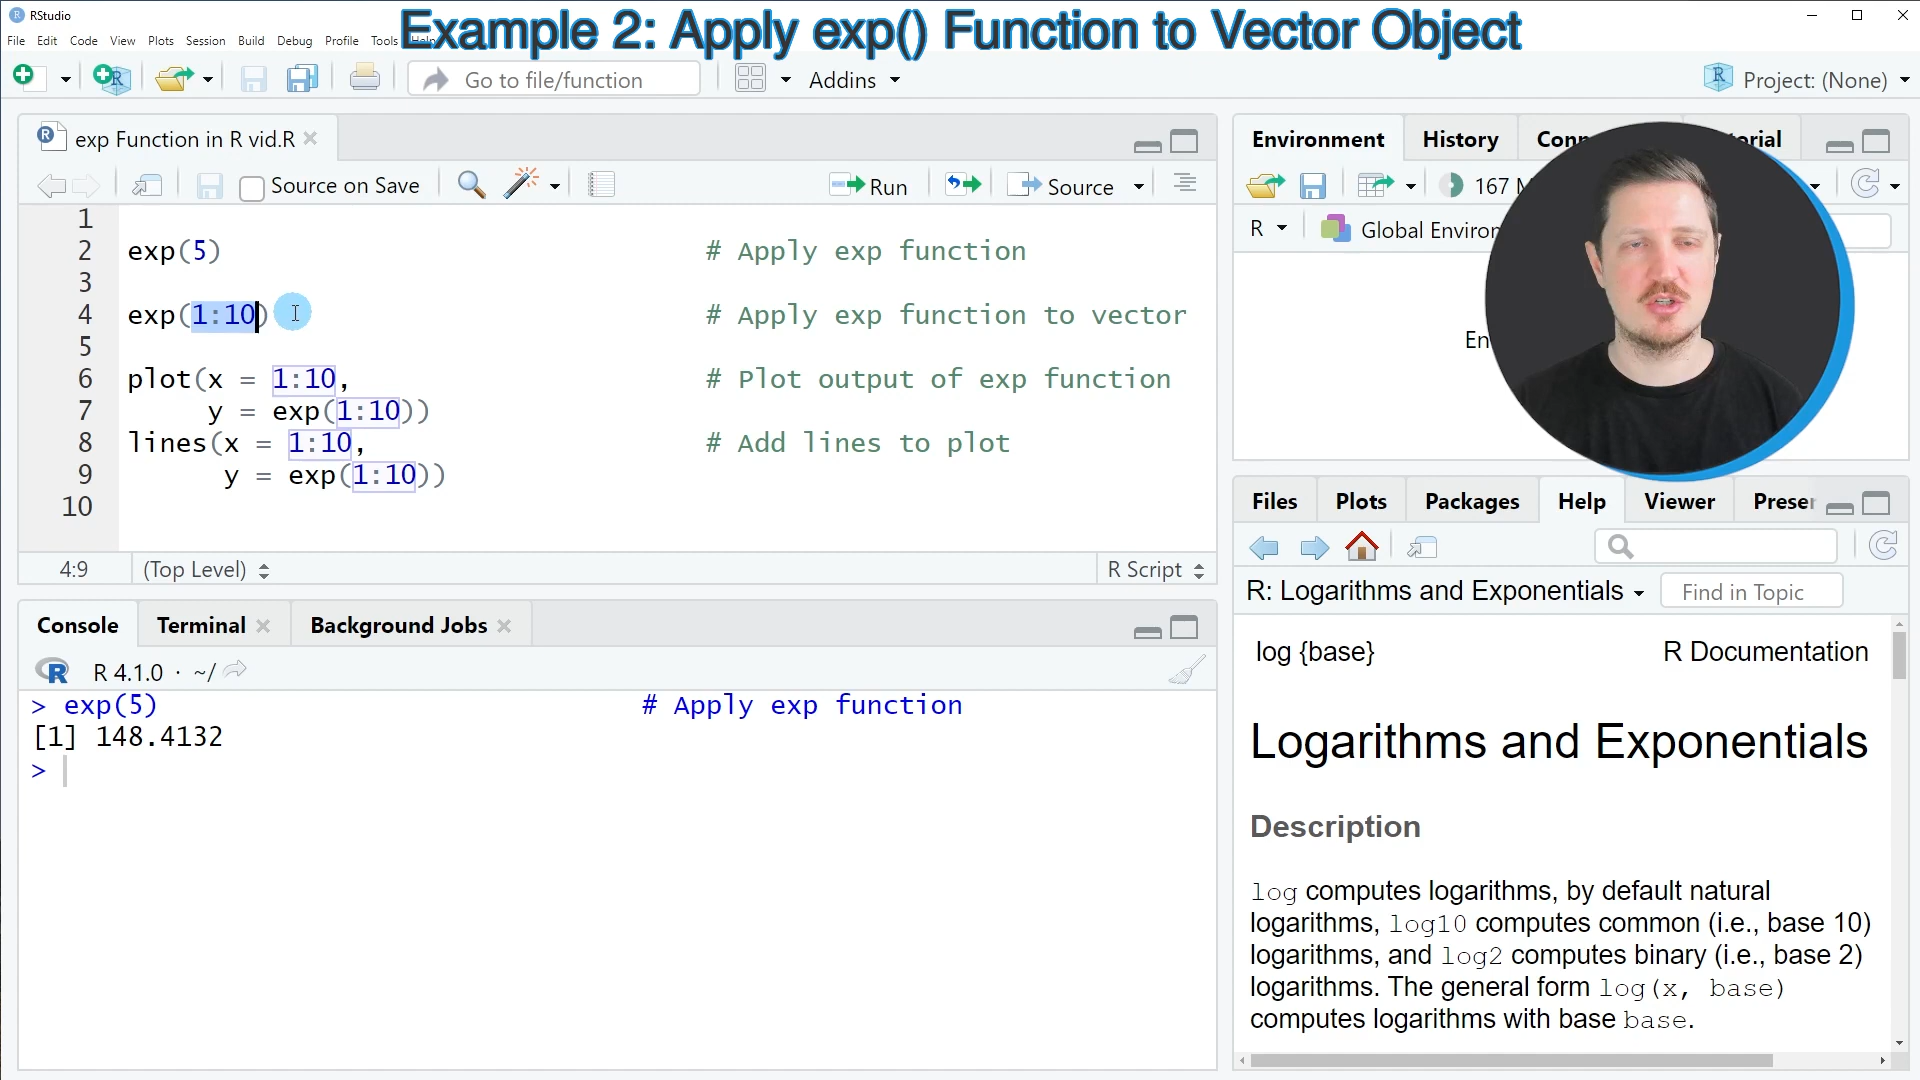 RStudio
Example 2: Apply exp() Function to Vector Object
File Edit Code View Plots Session Build Debug Profile Tools Help
Go to file/function
Addins
Project: (None)
exp Function in R vid.R
Source on Save
Run
Source
1
2 exp(5) # Apply exp function
3
4 exp(1:10) # Apply exp function to vector
5
6 plot(x = 1:10, # Plot output of exp function
7 y = exp(1:10))
8 lines(x = 1:10, # Add lines to plot
9 y = exp(1:10))
10
4:9 (Top Level) R Script
Console Terminal Background Jobs
R 4.1.0 · ~/
> exp(5) # Apply exp function
[1] 148.4132
>
Environment History
167
R Global
Files Plots Packages Help Viewer
R: Logarithms and Exponentials Find in Topic
log {base} R Documentation
Logarithms and Exponentials
Description
log computes logarithms, by default natural
logarithms, log10 computes common (i.e., base 10)
logarithms, and log2 computes binary (i.e., base 2)
logarithms. The general form log(x, base)
computes logarithms with base base.